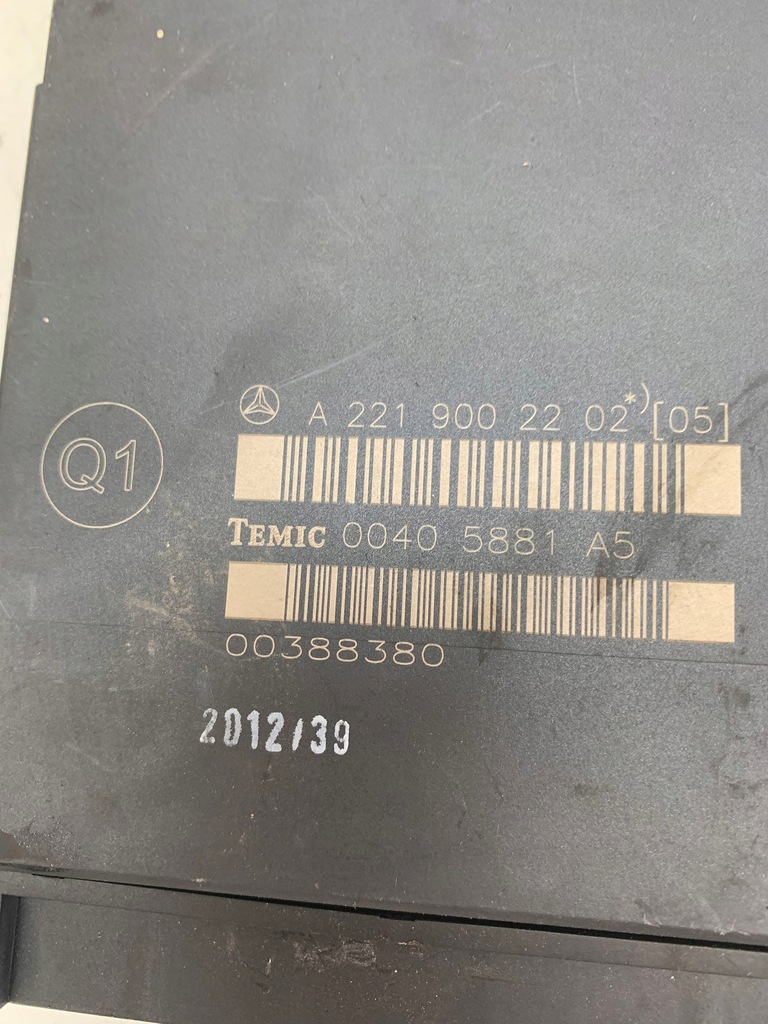 A 221 900 22 02*)[05]
Q1
TEMIC 0040 5881 A5
00388380
2012/39